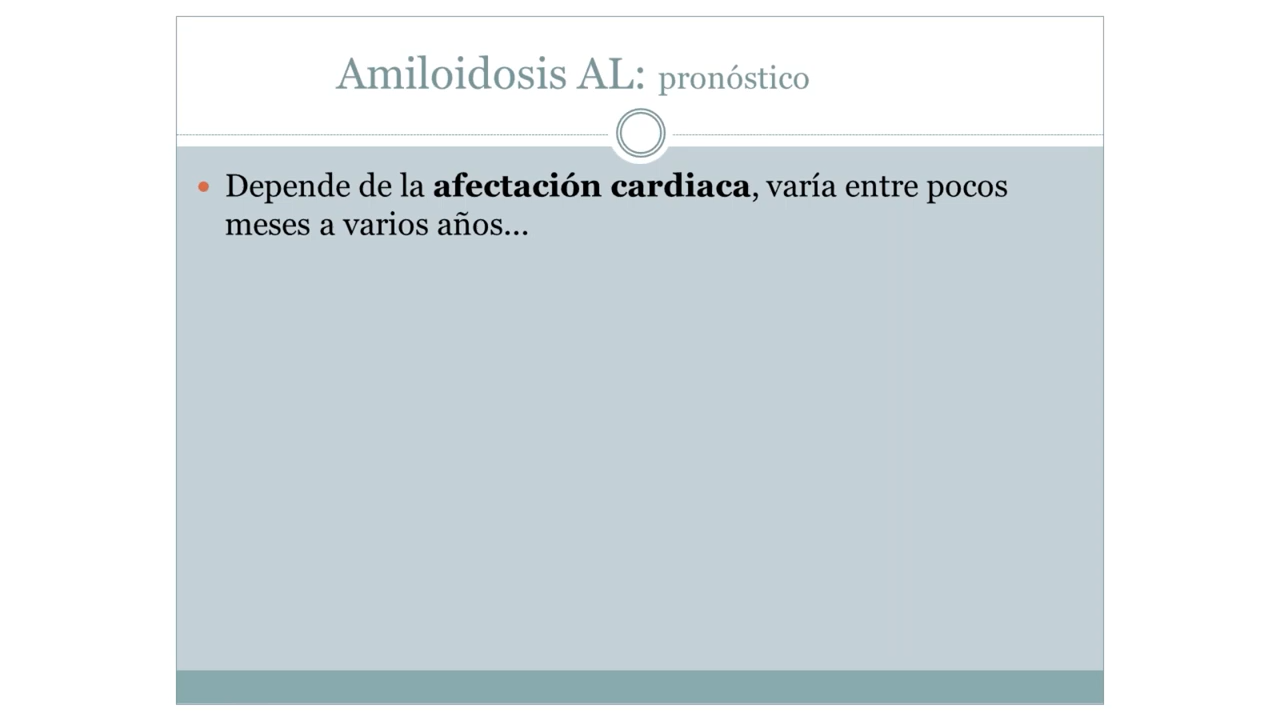 Amiloidosis AL: pronóstico
Depende de la afectación cardiaca, varía entre pocos
meses a varios años...